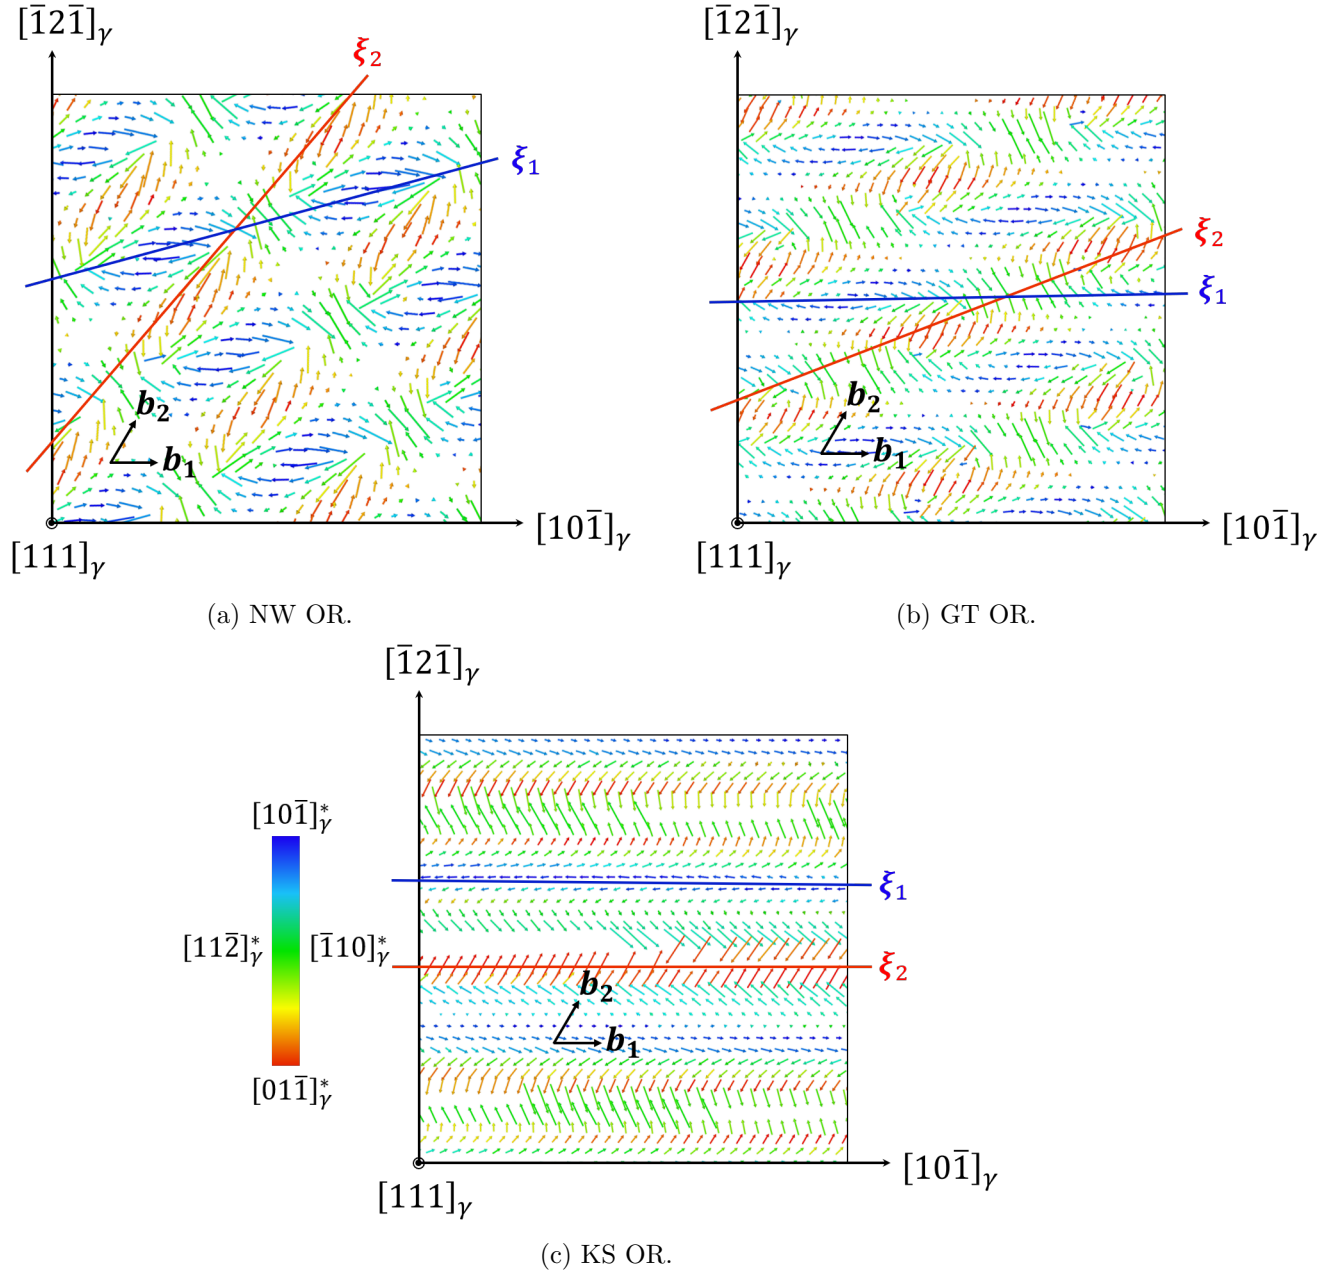 [1̅21̅]γ
ξ2
ξ1
b2
b1
[101̅]γ
[111]γ
(a) NW OR.
[1̅21̅]γ
ξ2
ξ1
b2
b1
[101̅]γ
[111]γ
(b) GT OR.
[1̅21̅]γ
[101̅]*γ
[112̅]*γ [1̅10]*γ
[011̅]*γ
ξ1
ξ2
b2
b1
[101̅]γ
[111]γ
(c) KS OR.